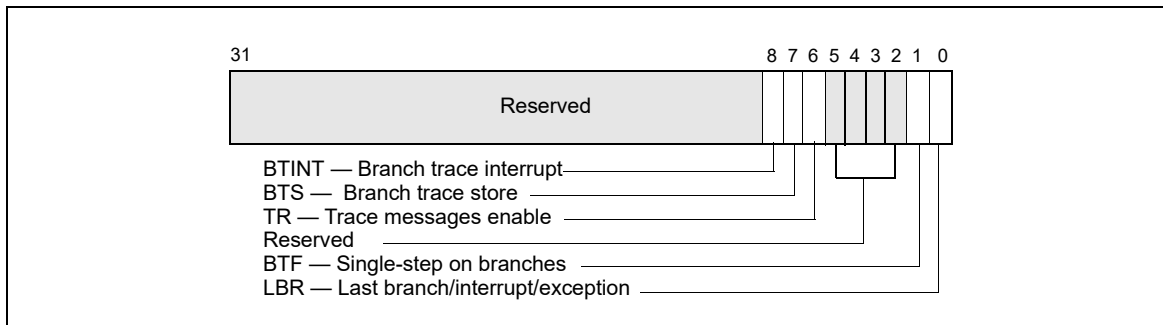 31 8 7 6 5 4 3 2 1 0
Reserved
BTINT — Branch trace interrupt
BTS — Branch trace store
TR — Trace messages enable
Reserved
BTF — Single-step on branches
LBR — Last branch/interrupt/exception